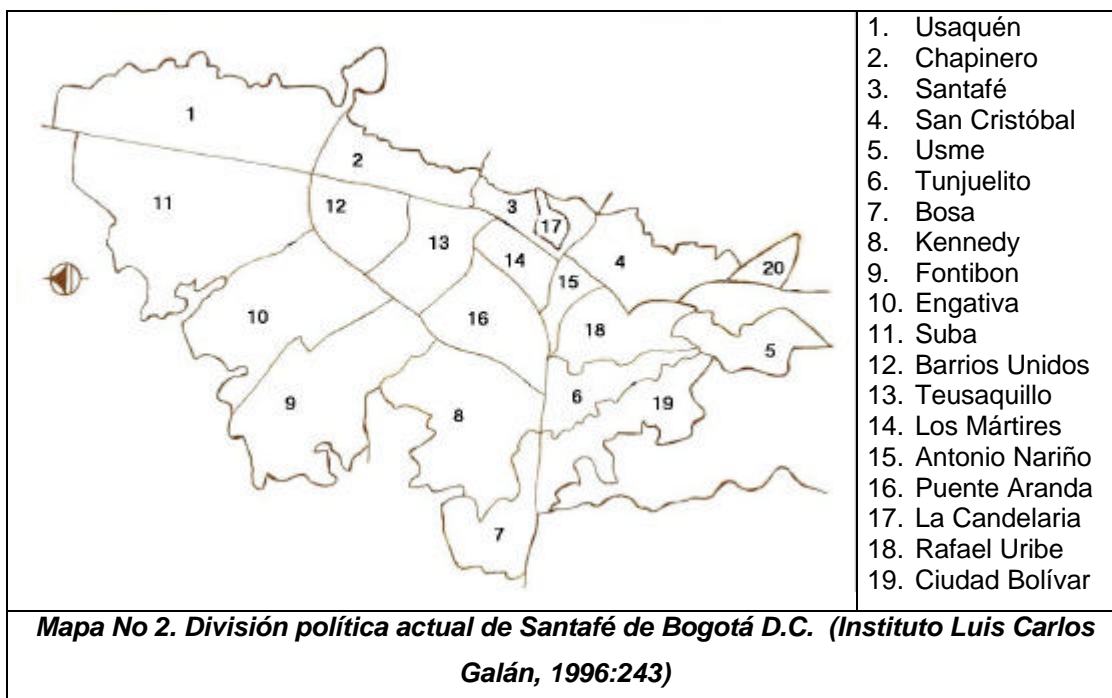 1
2
3
4
5
6
7
8
9
10
11
12
13
14
15
16
17
18
19
20
1. Usaquén
2. Chapinero
3. Santafé
4. San Cristóbal
5. Usme
6. Tunjuelito
7. Bosa
8. Kennedy
9. Fontibon
10. Engativa
11. Suba
12. Barrios Unidos
13. Teusaquillo
14. Los Mártires
15. Antonio Nariño
16. Puente Aranda
17. La Candelaria
18. Rafael Uribe
19. Ciudad Bolívar
Mapa No 2. División política actual de Santafé de Bogotá D.C. (Instituto Luis Carlos
Galán, 1996:243)